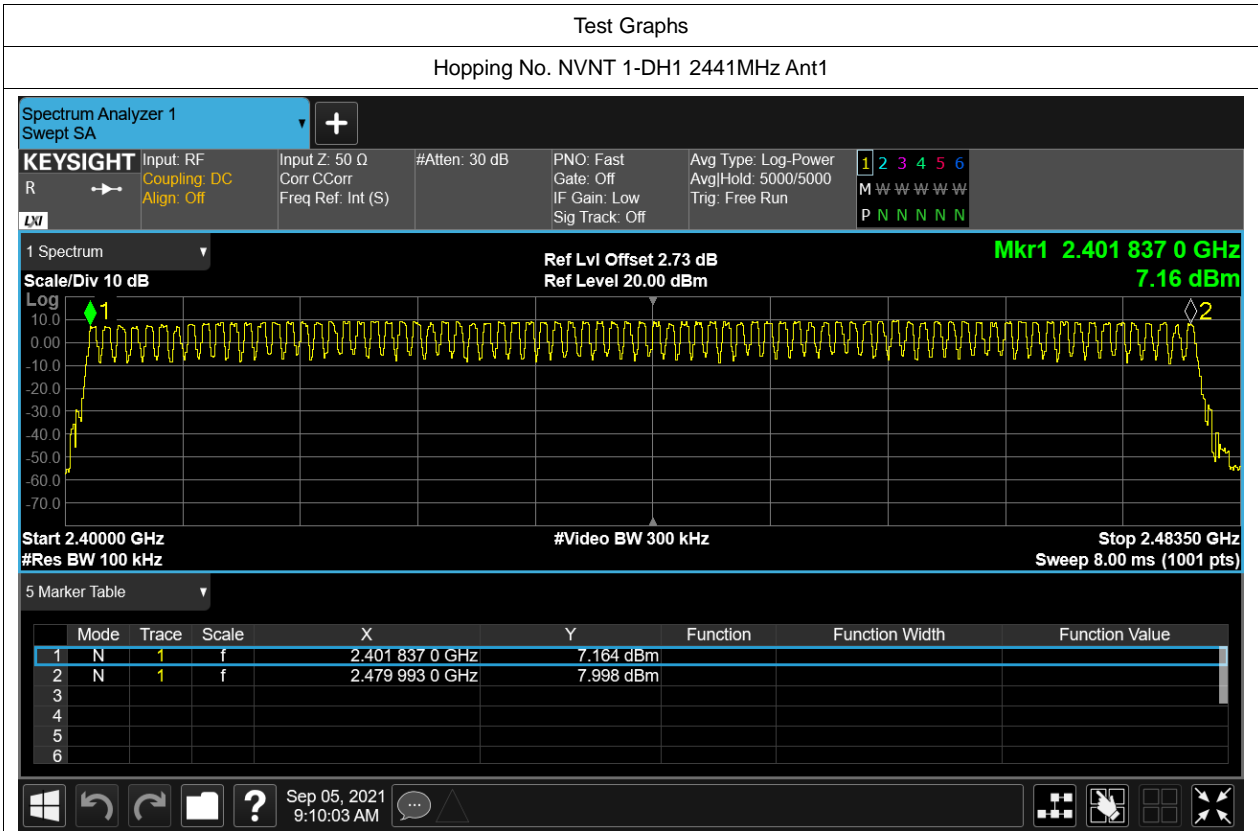 Test Graphs
Hopping No. NVNT 1-DH1 2441MHz Ant1
Spectrum Analyzer 1
Swept SA
+
KEYSIGHT
R
LXI
Input: RF
Coupling: DC
Align: Off
Input Z: 50 Ω
Corr CCorr
Freq Ref: Int (S)
#Atten: 30 dB
PNO: Fast
Gate: Off
IF Gain: Low
Sig Track: Off
Avg Type: Log-Power
Avg|Hold: 5000/5000
Trig: Free Run
1 2 3 4 5 6
M W W W W W
P N N N N N
1 Spectrum
Scale/Div 10 dB
Ref Lvl Offset 2.73 dB
Ref Level 20.00 dBm
Mkr1 2.401 837 0 GHz
7.16 dBm
Log
1
2
10.0
0.00
-10.0
-20.0
-30.0
-40.0
-50.0
-60.0
-70.0
Start 2.40000 GHz
#Res BW 100 kHz
#Video BW 300 kHz
Stop 2.48350 GHz
Sweep 8.00 ms (1001 pts)
5 Marker Table
Mode Trace Scale X Y Function Function Width Function Value
1 N 1 f 2.401 837 0 GHz 7.164 dBm
2 N 1 f 2.479 993 0 GHz 7.998 dBm
3
4
5
6
?
Sep 05, 2021
9:10:03 AM